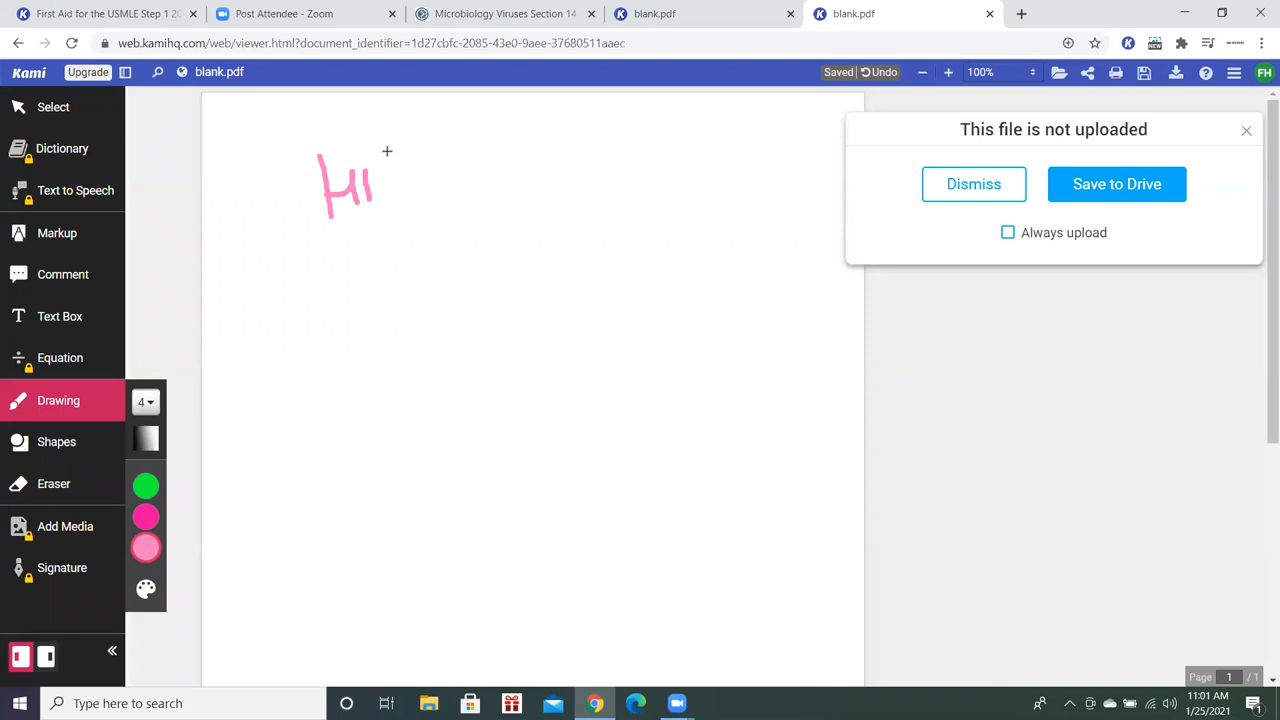 First Aid for the USMLE Step 1 20
Post Attendee - Zoom
Microbiology Viruses Section 14
blank.pdf
blank.pdf
web.kamihq.com/web/viewer.html?document_identifier=1d27cbfc-2085-43e0-9aee-37680511aaec
NEW
Kami
Upgrade
blank.pdf
Saved
Undo
100%
FH
Select
Dictionary
Text to Speech
Markup
Comment
Text Box
Equation
Drawing
Shapes
Eraser
Add Media
Signature
4
HI
This file is not uploaded
Dismiss
Save to Drive
Always upload
Page 1 / 1
Type here to search
11:01 AM
1/25/2021
1